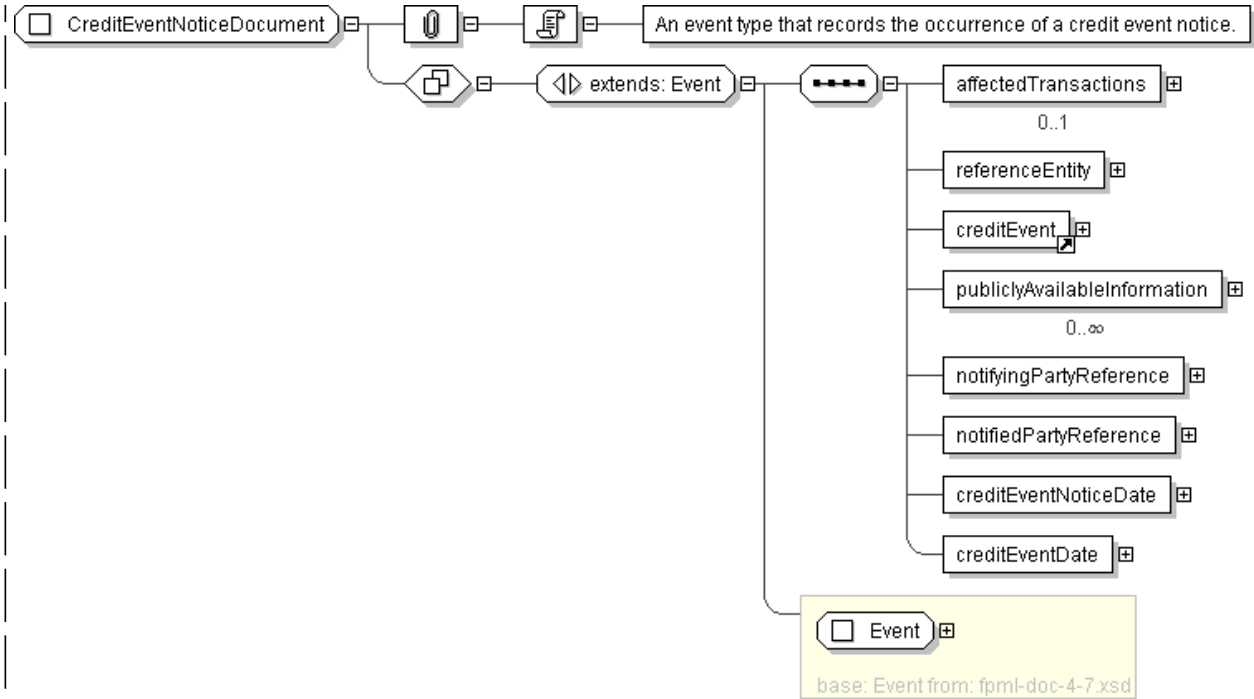 CreditEventNoticeDocument
An event type that records the occurrence of a credit event notice.
extends: Event
affectedTransactions
0..1
referenceEntity
creditEvent
publiclyAvailableInformation
0..∞
notifyingPartyReference
notifiedPartyReference
creditEventNoticeDate
creditEventDate
Event
base: Event from: fpml-doc-4-7.xsd